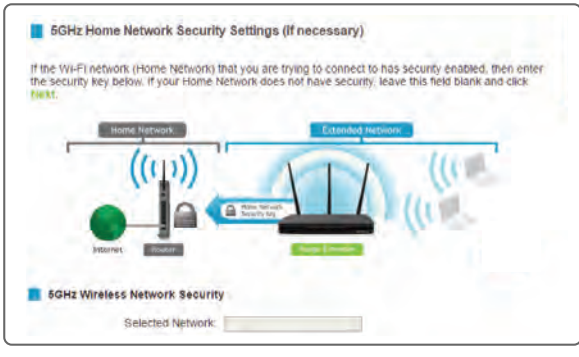 5GHz Home Network Security Settings (if necessary)
If the Wi-Fi network (Home Network) that you are trying to connect to has security enabled, then enter
the security key below. If your Home Network does not have security, leave this field blank and click
Next.
Home Network
Extended Network
Home Network
Security Key
Internet
Router
Range Extender
5GHz Wireless Network Security
Selected Network: